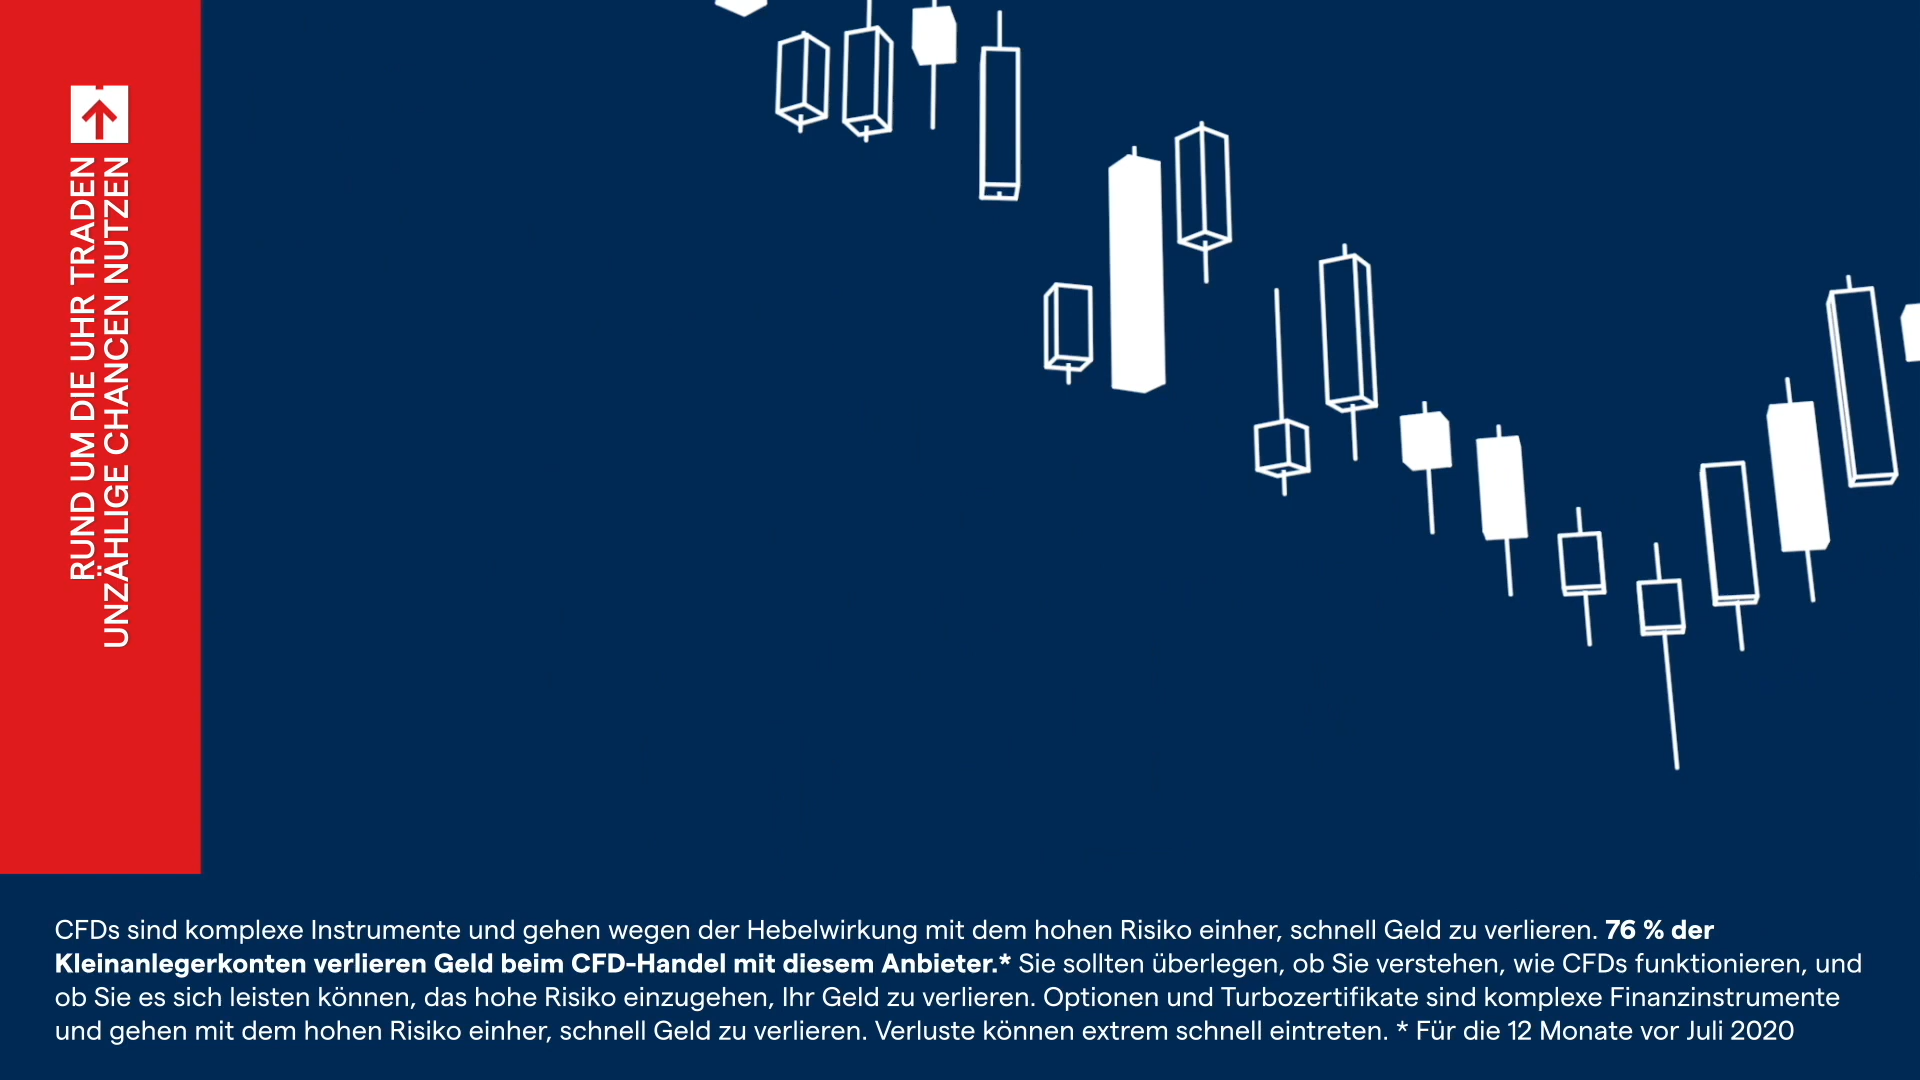 RUND UM DIE UHR TRADEN
UNZÄHLIGE CHANCEN NUTZEN
CFDs sind komplexe Instrumente und gehen wegen der Hebelwirkung mit dem hohen Risiko einher, schnell Geld zu verlieren. 76 % der
Kleinanlegerkonten verlieren Geld beim CFD-Handel mit diesem Anbieter.* Sie sollten überlegen, ob Sie verstehen, wie CFDs funktionieren, und
ob Sie es sich leisten können, das hohe Risiko einzugehen, Ihr Geld zu verlieren. Optionen und Turbozertifikate sind komplexe Finanzinstrumente
und gehen mit dem hohen Risiko einher, schnell Geld zu verlieren. Verluste können extrem schnell eintreten. * Für die 12 Monate vor Juli 2020